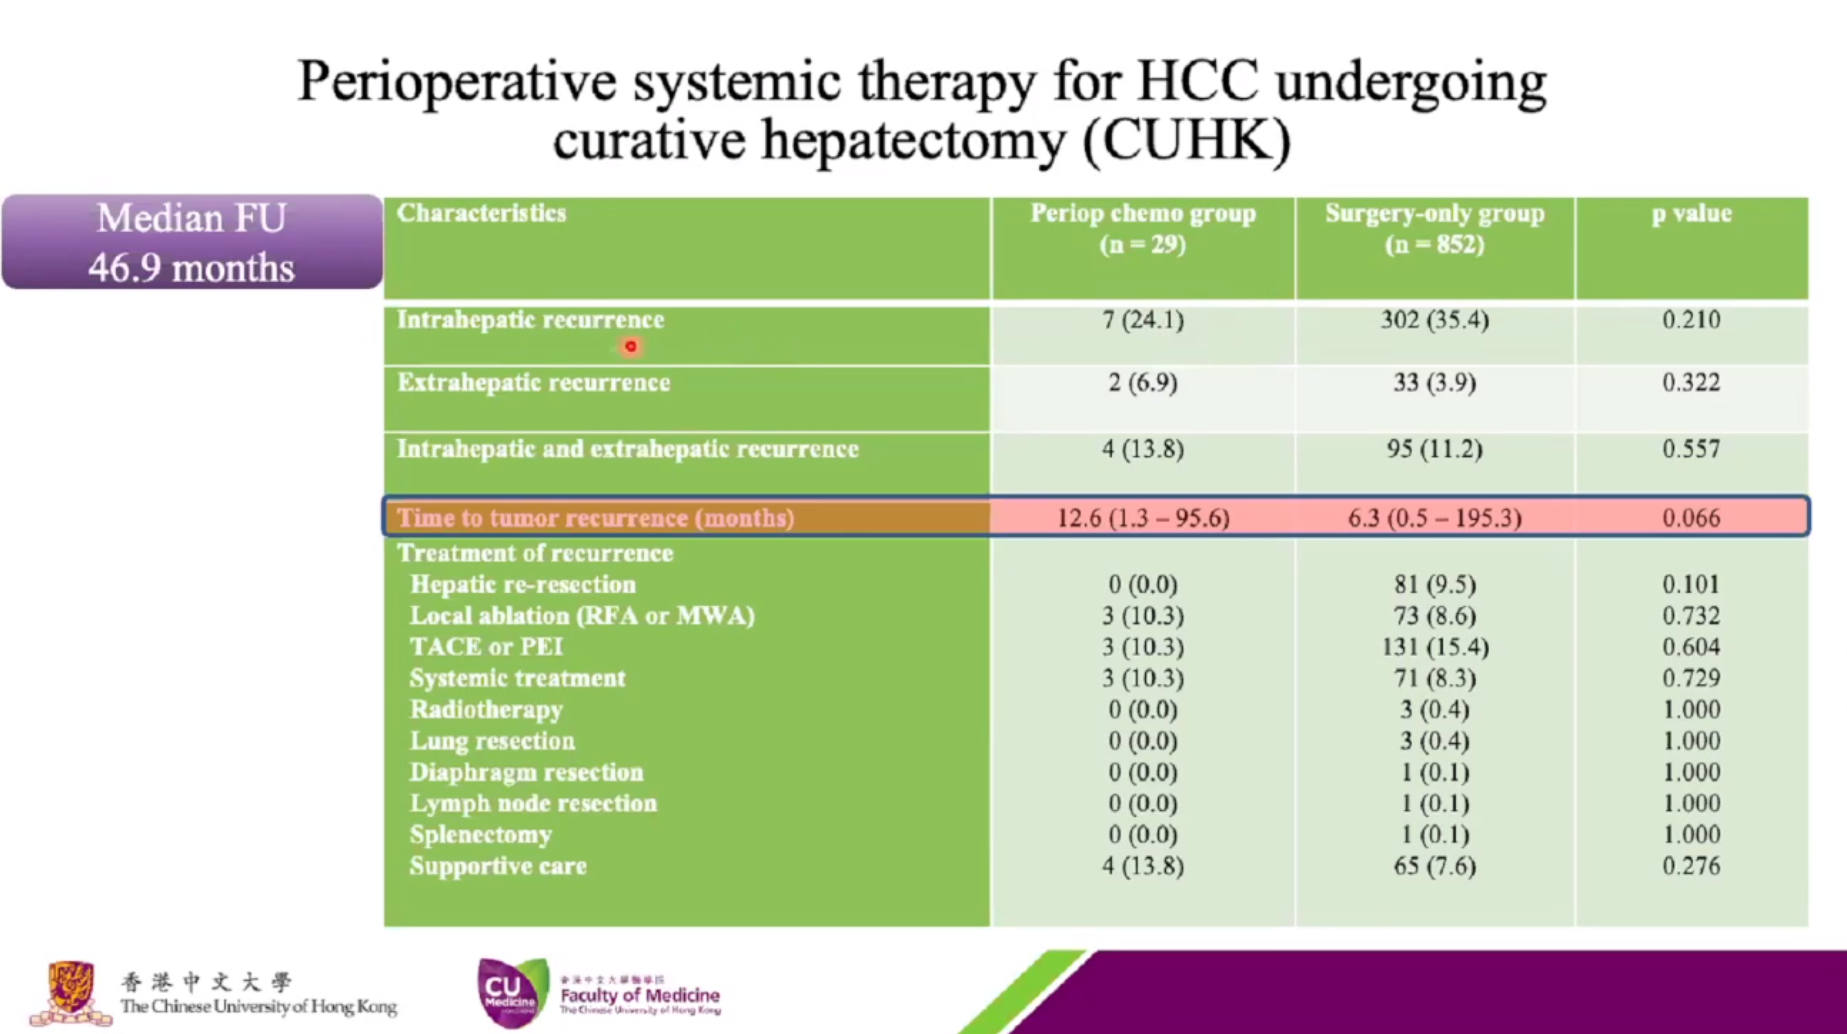 Perioperative systemic therapy for HCC undergoing
curative hepatectomy (CUHK)
Median FU
46.9 months
Characteristics Periop chemo group Surgery-only group p value
(n = 29) (n = 852)
Intrahepatic recurrence 7 (24.1) 302 (35.4) 0.210
Extrahepatic recurrence 2 (6.9) 33 (3.9) 0.322
Intrahepatic and extrahepatic recurrence 4 (13.8) 95 (11.2) 0.557
Time to tumor recurrence (months) 12.6 (1.3 – 95.6) 6.3 (0.5 – 195.3) 0.066
Treatment of recurrence
Hepatic re-resection 0 (0.0) 81 (9.5) 0.101
Local ablation (RFA or MWA) 3 (10.3) 73 (8.6) 0.732
TACE or PEI 3 (10.3) 131 (15.4) 0.604
Systemic treatment 3 (10.3) 71 (8.3) 0.729
Radiotherapy 0 (0.0) 3 (0.4) 1.000
Lung resection 0 (0.0) 3 (0.4) 1.000
Diaphragm resection 0 (0.0) 1 (0.1) 1.000
Lymph node resection 0 (0.0) 1 (0.1) 1.000
Splenectomy 0 (0.0) 1 (0.1) 1.000
Supportive care 4 (13.8) 65 (7.6) 0.276
香港中文大學
The Chinese University of Hong Kong
CU
Medicine
香港中文大學醫學院
Faculty of Medicine
The Chinese University of Hong Kong